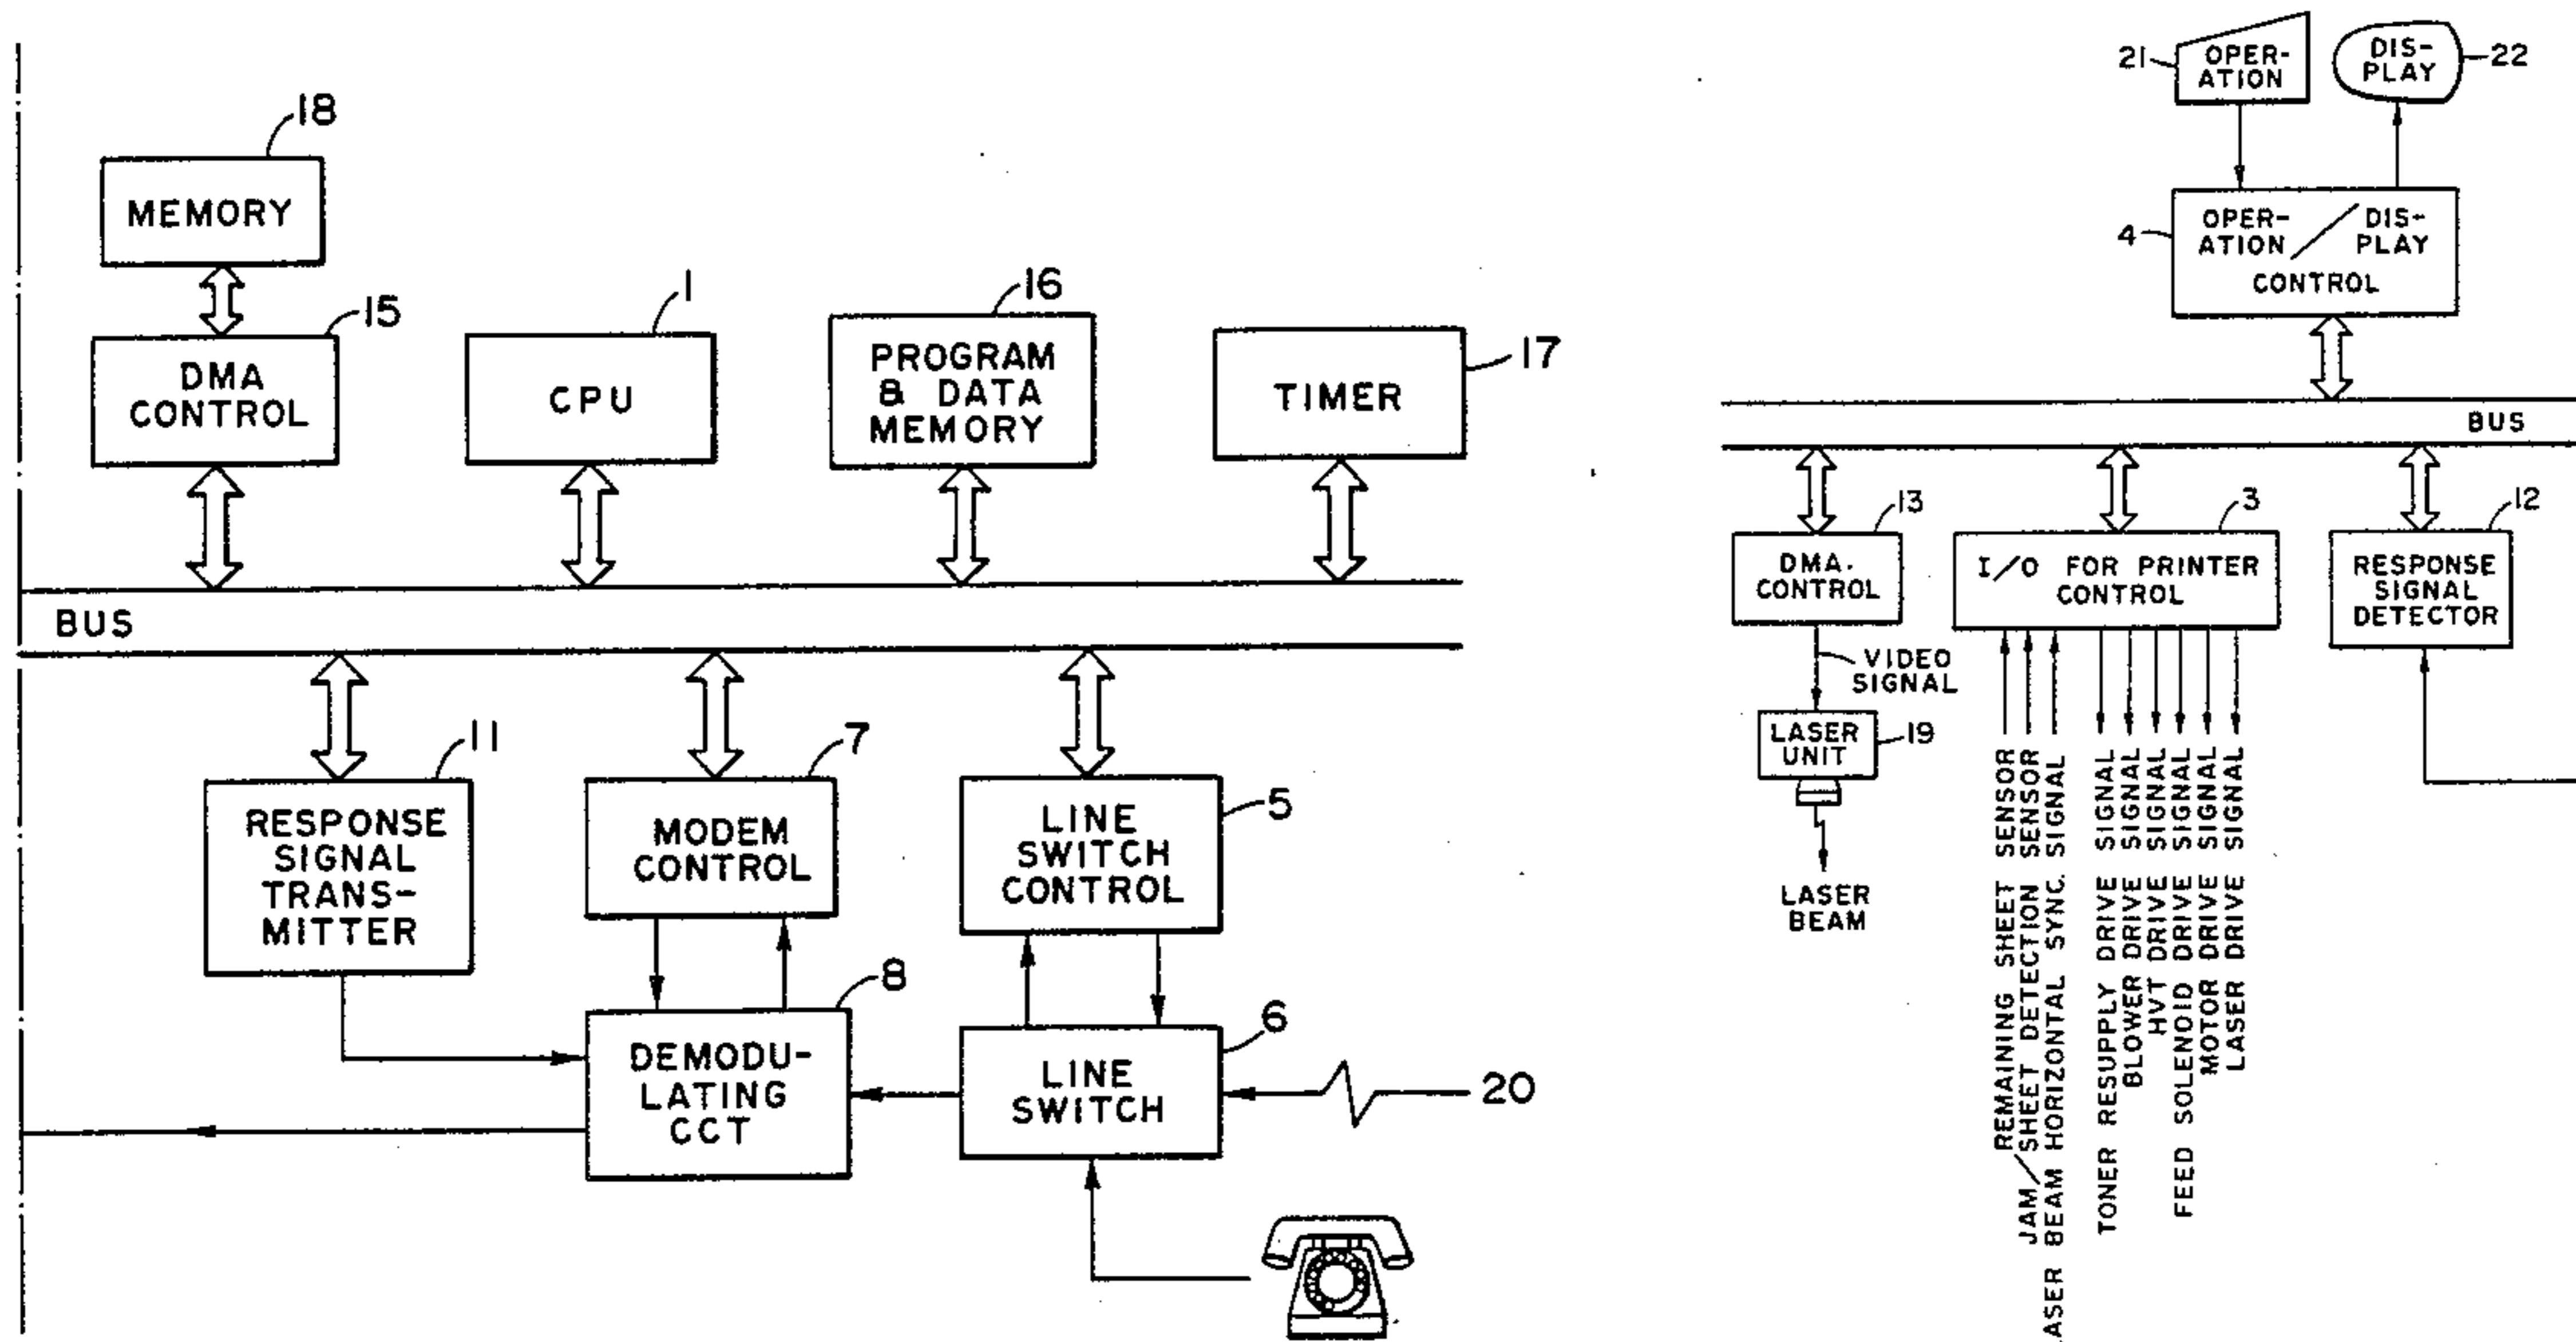 18
MEMORY
15
DMA
CONTROL
1
CPU
16
PROGRAM
& DATA
MEMORY
17
TIMER
BUS
11
RESPONSE
SIGNAL
TRANS-
MITTER
7
MODEM
CONTROL
5
LINE
SWITCH
CONTROL
8
DEMODU-
LATING
CCT
6
LINE
SWITCH
20
21
OPER-
ATION
DIS-
PLAY
22
4
OPER-
ATION / DIS-
PLAY
CONTROL
BUS
13
DMA.
CONTROL
3
I/O FOR PRINTER
CONTROL
12
RESPONSE
SIGNAL
DETECTOR
VIDEO
SIGNAL
LASER
UNIT
19
LASER
BEAM
REMAINING SHEET SENSOR
JAM/SHEET DETECTION SENSOR
BEAM HORIZONTAL SYNC. SIGNAL
TONER RESUPPLY DRIVE SIGNAL
BLOWER DRIVE SIGNAL
HVT DRIVE SIGNAL
FEED SOLENOID DRIVE SIGNAL
MOTOR DRIVE SIGNAL
LASER DRIVE SIGNAL